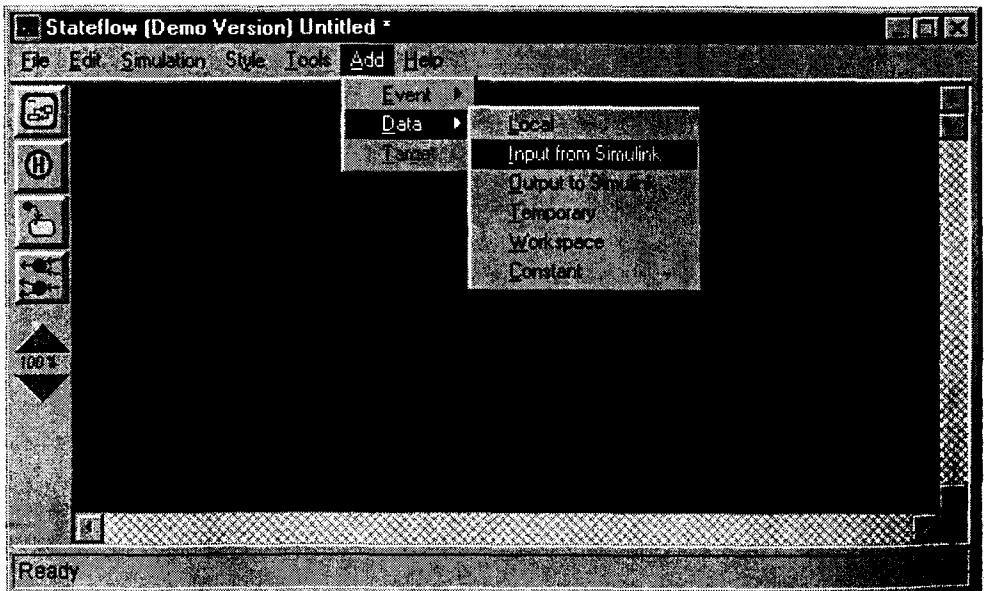 Stateflow (Demo Version) Untitled *
File Edit Simulation Style Tools Add Help
Event
Data
Target
Local
Input from Simulink
Output to Simulink
Temporary
Workspace
Constant
100%
Ready